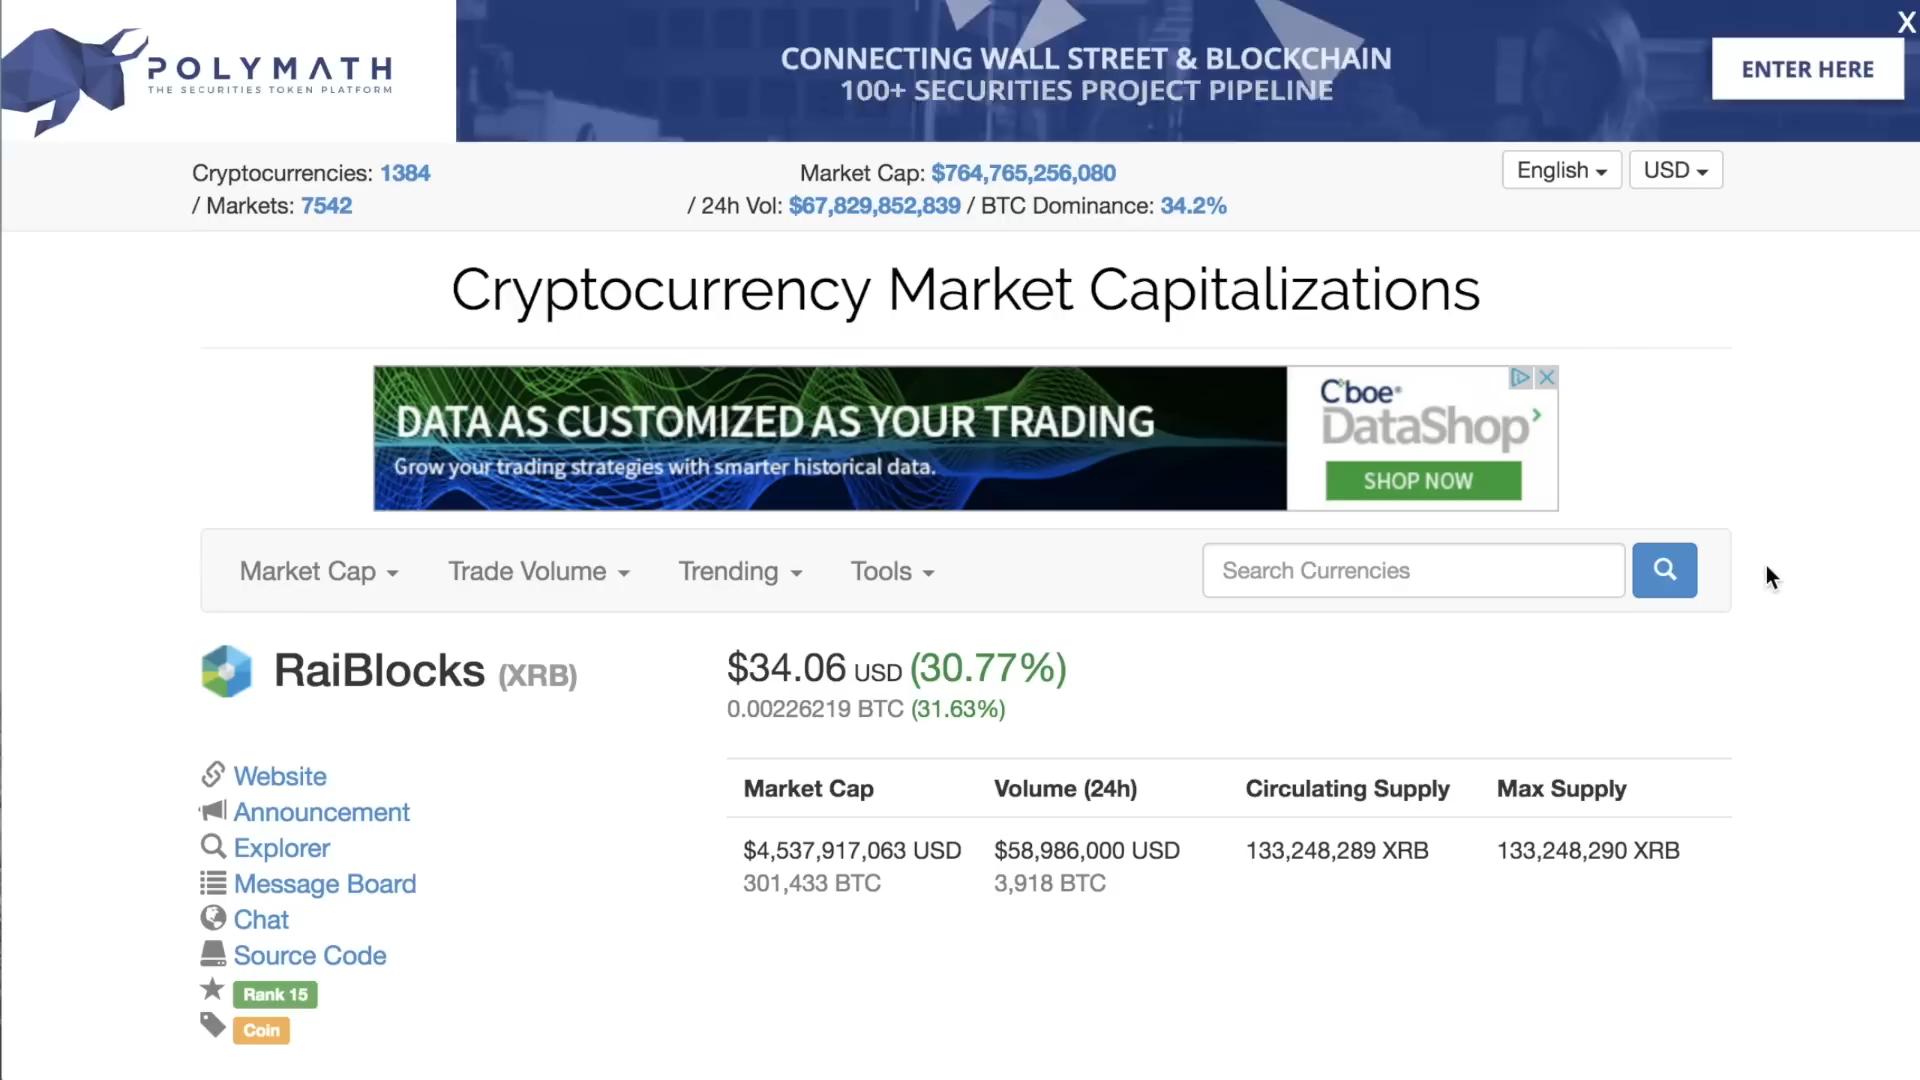 POLYMATH
THE SECURITIES TOKEN PLATFORM
CONNECTING WALL STREET & BLOCKCHAIN
100+ SECURITIES PROJECT PIPELINE
X
ENTER HERE
Cryptocurrencies: 1384
/ Markets: 7542
Market Cap: $764,765,256,080
/ 24h Vol: $67,829,852,839 / BTC Dominance: 34.2%
English
USD
Cryptocurrency Market Capitalizations
DATA AS CUSTOMIZED AS YOUR TRADING
Grow your trading strategies with smarter historical data.
Cboe®
DataShop
SHOP NOW
Market Cap
Trade Volume
Trending
Tools
Search Currencies
RaiBlocks (XRB)
$34.06 USD (30.77%)
0.00226219 BTC (31.63%)
Website
Announcement
Explorer
Message Board
Chat
Source Code
Rank 15
Coin
Market Cap Volume (24h) Circulating Supply Max Supply
$4,537,917,063 USD $58,986,000 USD 133,248,289 XRB 133,248,290 XRB
301,433 BTC 3,918 BTC